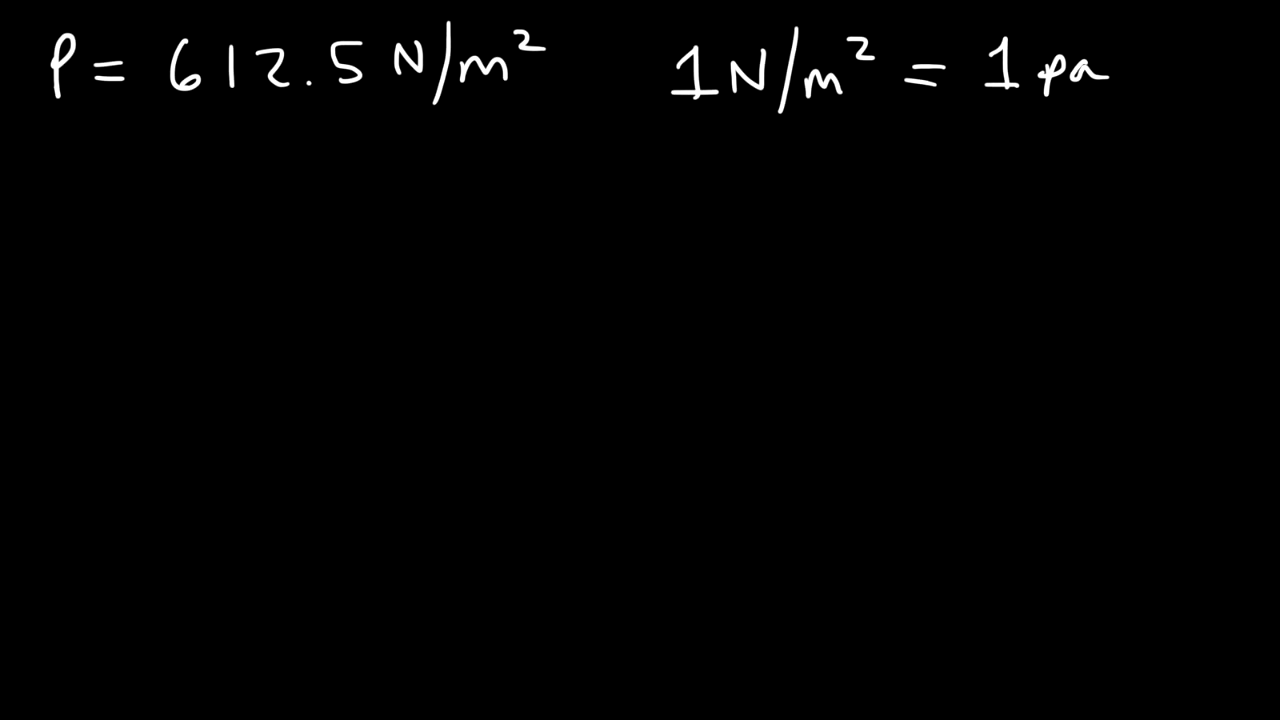 P = 612.5 N/m² 1 N/m² = 1 pa